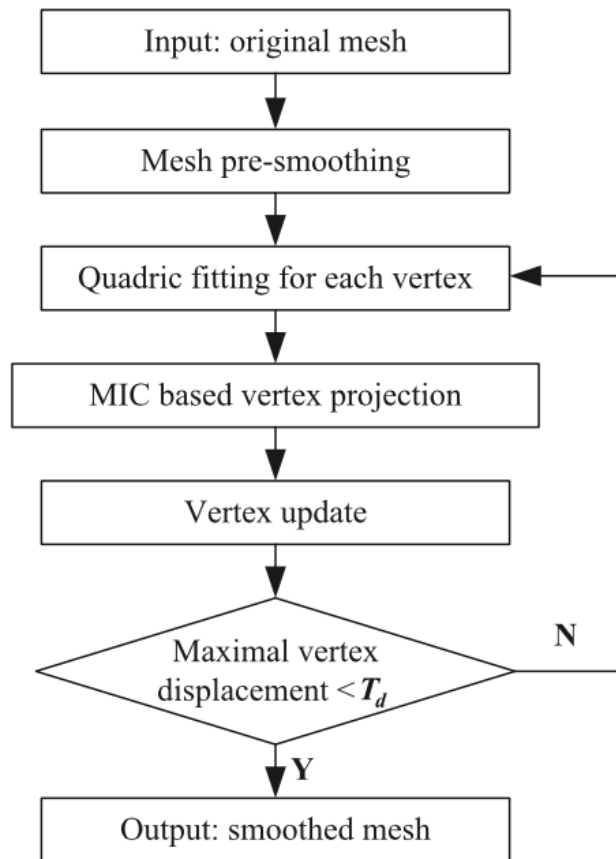 Input: original mesh
Mesh pre-smoothing
Quadric fitting for each vertex
MIC based vertex projection
Vertex update
Maximal vertex
displacement < T_d
N
Y
Output: smoothed mesh